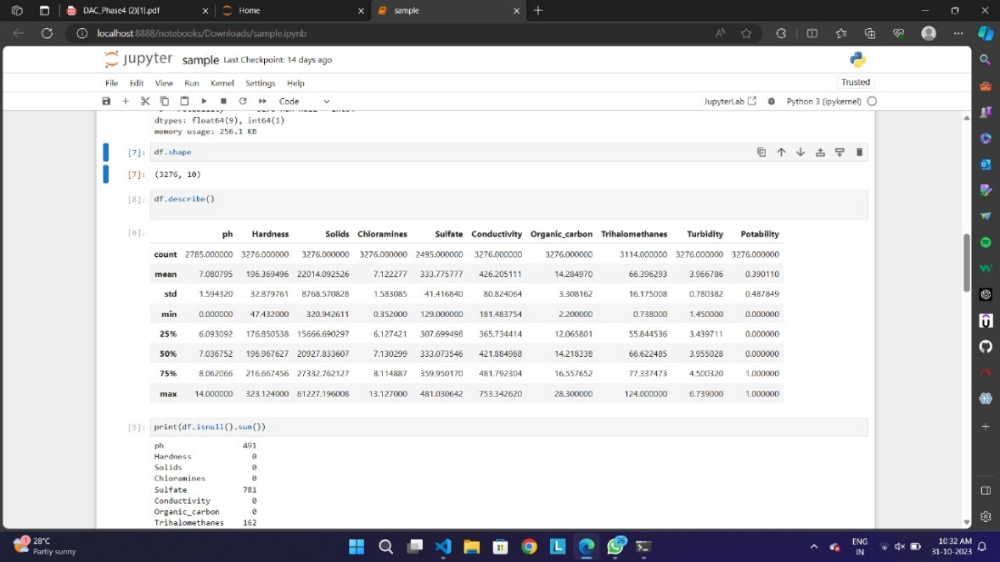 DAC_Phase4 (2)[1].pdf Home sample
localhost:8888/notebooks/Downloads/sample.ipynb
jupyter sample Last Checkpoint: 14 days ago
File Edit View Run Kernel Settings Help Trusted
Code JupyterLab Python 3 (ipykernel)
dtypes: float64(9), int64(1)
memory usage: 256.1 KB
[7]: df.shape
[7]: (3276, 10)
[8]: df.describe()
[8]:
ph Hardness Solids Chloramines Sulfate Conductivity Organic_carbon Trihalomethanes Turbidity Potability
count 2785.000000 3276.000000 3276.000000 3276.000000 2495.000000 3276.000000 3276.000000 3114.000000 3276.000000 3276.000000
mean 7.080795 196.369496 22014.092526 7.122277 333.775777 426.205111 14.284970 66.396293 3.966786 0.390110
std 1.594320 32.879761 8768.570828 1.583085 41.416840 80.824064 3.308162 16.175008 0.780382 0.487849
min 0.000000 47.432000 320.942611 0.352000 129.000000 181.483754 2.200000 0.738000 1.450000 0.000000
25% 6.093092 176.850538 15666.690297 6.127421 307.699498 365.734414 12.065801 55.844536 3.439711 0.000000
50% 7.036752 196.967627 20927.833607 7.130299 333.073546 421.884968 14.218338 66.622485 3.955028 0.000000
75% 8.062066 216.667456 27332.762127 8.114887 359.950170 481.792304 16.557652 77.337473 4.500320 1.000000
max 14.000000 323.124000 61227.196008 13.127000 481.030642 753.342620 28.300000 124.000000 6.739000 1.000000
[9]: print(df.isnull().sum())
ph 491
Hardness 0
Solids 0
Chloramines 0
Sulfate 781
Conductivity 0
Organic_carbon 0
Trihalomethanes 162
28°C
Partly sunny
26
ENG
IN
10:32 AM
31-10-2023